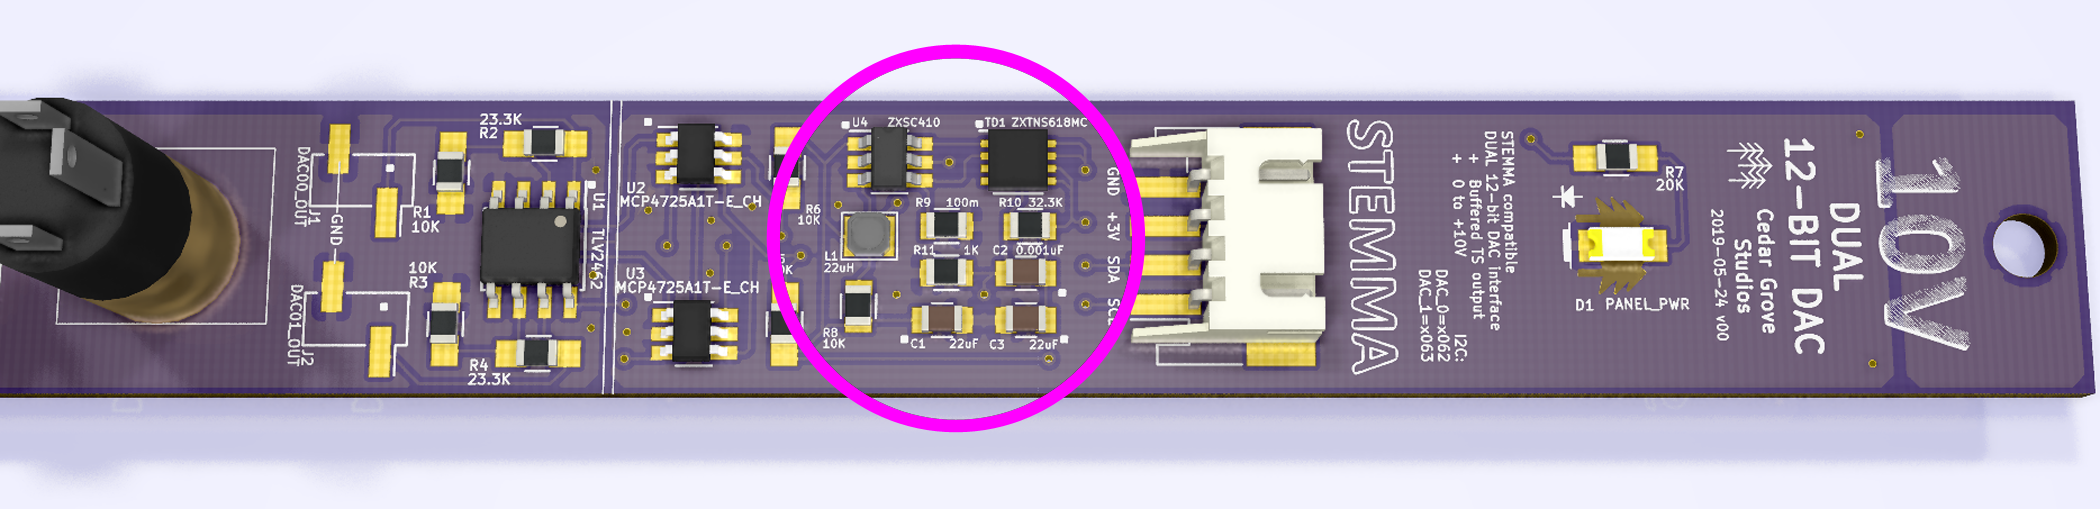 DAC00_OUT
J1
GND
DAC01_OUT
J2
23.3K
R2
R1
10K
10K
R3
R4
23.3K
U1
TLV2462
U2
MCP4725A1T-E_CH
U3
MCP4725A1T-E_CH
R6
10K
0K
U4 ZXSC410
TD1 ZXTNS618MC
R9 100m
R10 32.3K
L1
22uH
R11 1K
C2 0.001uF
R8
10K
C1 22uF
C3 22uF
GND
+3V
SDA
SCL
STEMMA
STEMMA compatible
DUAL 12-bit DAC interface
+ Buffered TS output
+ 0 to +10V
I2C:
DAC_0=x062
DAC_1=x063
R7
20K
D1 PANEL_PWR
Cedar Grove
Studios
2019-05-24 v00
DUAL
12-BIT DAC
10V